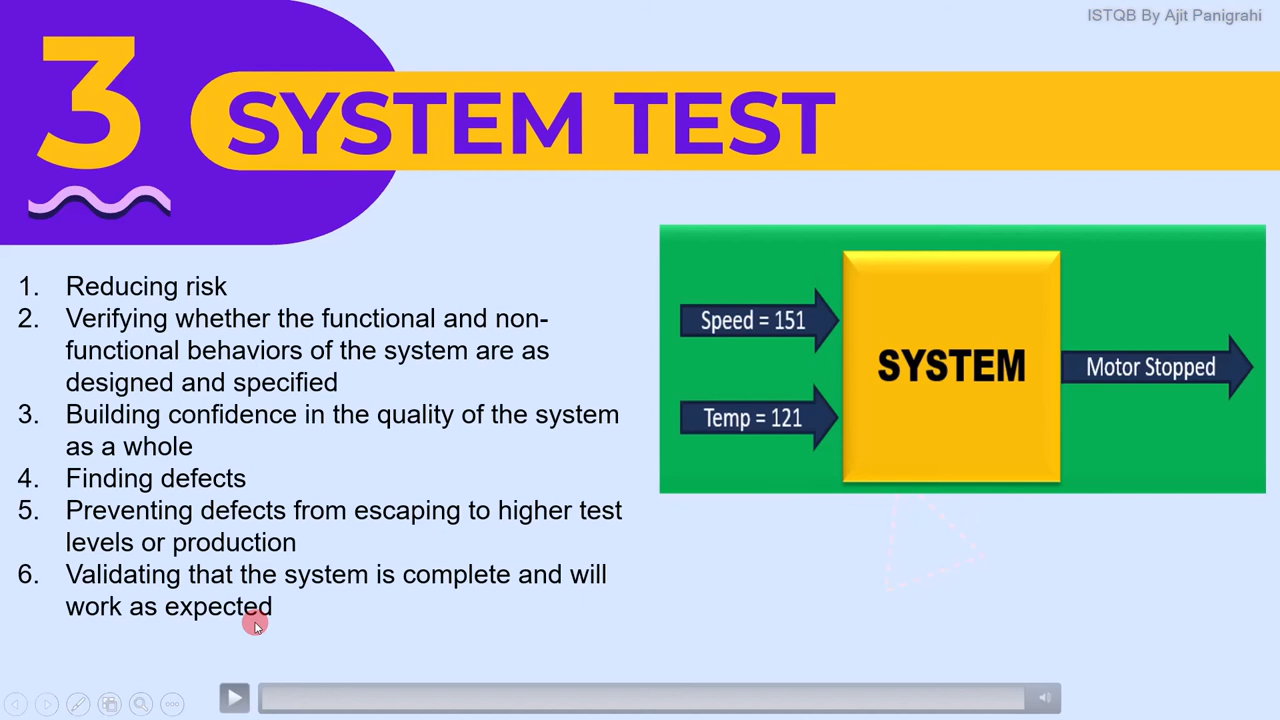 ISTQB By Ajit Panigrahi
3
SYSTEM TEST
1. Reducing risk
2. Verifying whether the functional and non-
functional behaviors of the system are as
designed and specified
3. Building confidence in the quality of the system
as a whole
4. Finding defects
5. Preventing defects from escaping to higher test
levels or production
6. Validating that the system is complete and will
work as expected
Speed = 151
Temp = 121
SYSTEM
Motor Stopped